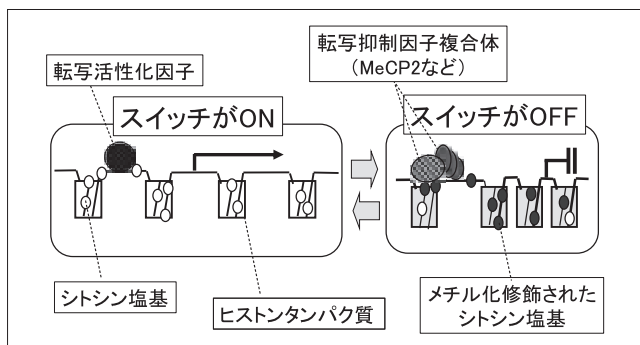 転写活性化因子
転写抑制因子複合体
(MeCP2など)
スイッチがON
スイッチがOFF
シトシン塩基
ヒストンタンパク質
メチル化修飾された
シトシン塩基